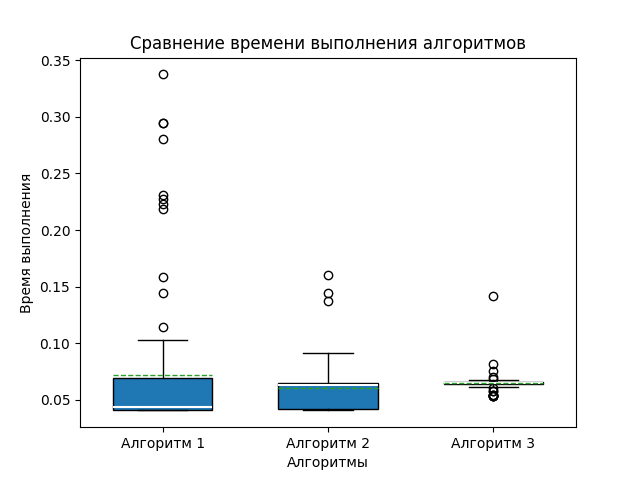 Сравнение времени выполнения алгоритмов
0.35
0.30
0.25
0.20
0.15
0.10
0.05
Время выполнения
Алгоритм 1 Алгоритм 2 Алгоритм 3
Алгоритмы